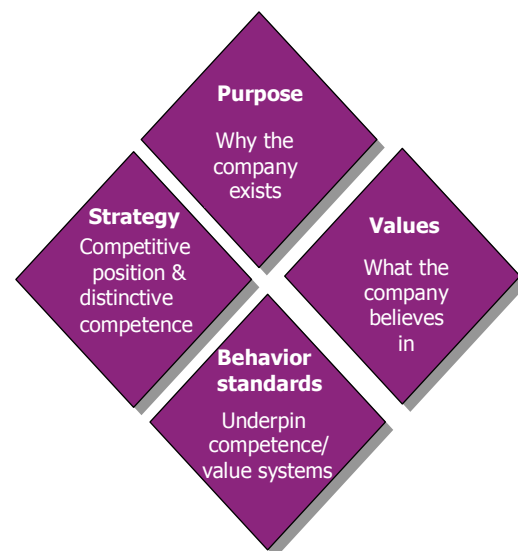 Purpose
Why the
company
exists
Strategy
Competitive
position &
distinctive
competence
Values
What the
company
believes
in
Behavior
standards
Underpin
competence/
value systems